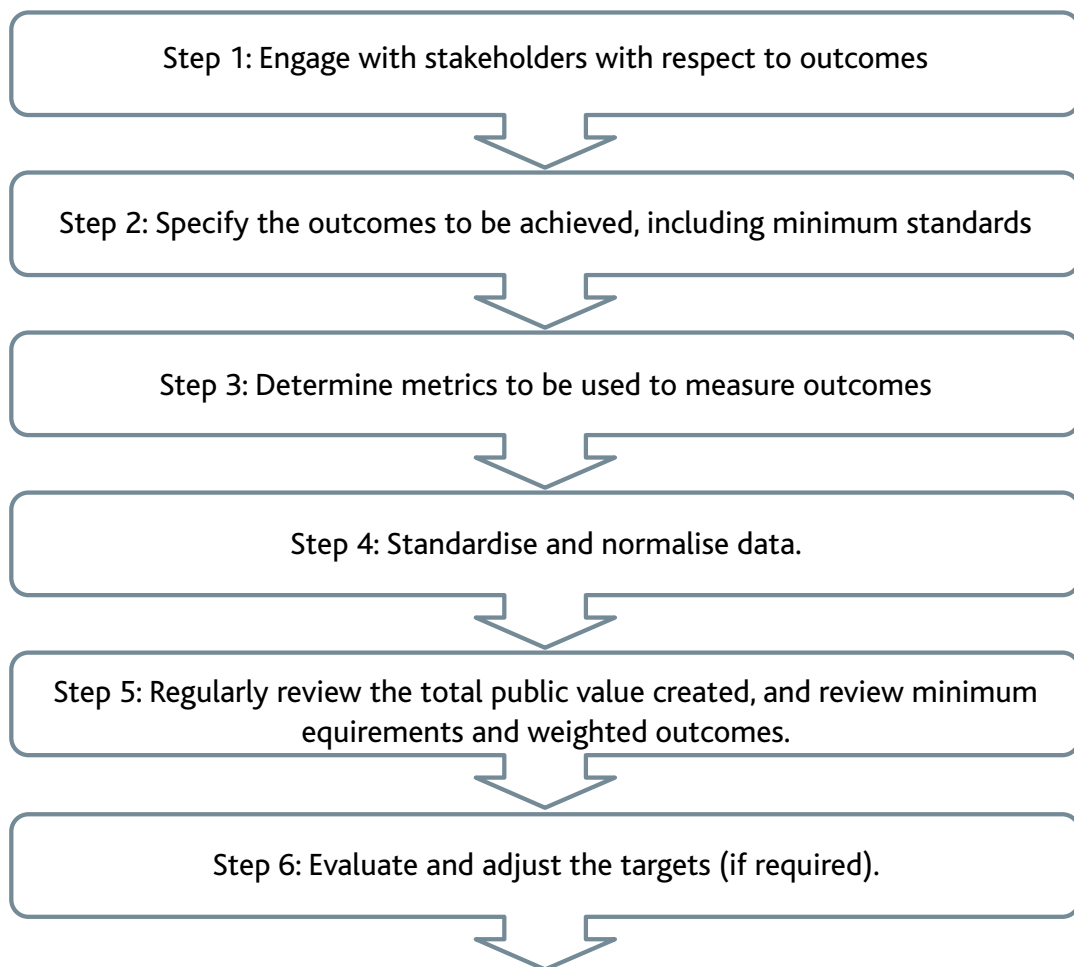 Step 1: Engage with stakeholders with respect to outcomes
Step 2: Specify the outcomes to be achieved, including minimum standards
Step 3: Determine metrics to be used to measure outcomes
Step 4: Standardise and normalise data.
Step 5: Regularly review the total public value created, and review minimum
equirements and weighted outcomes.
Step 6: Evaluate and adjust the targets (if required).